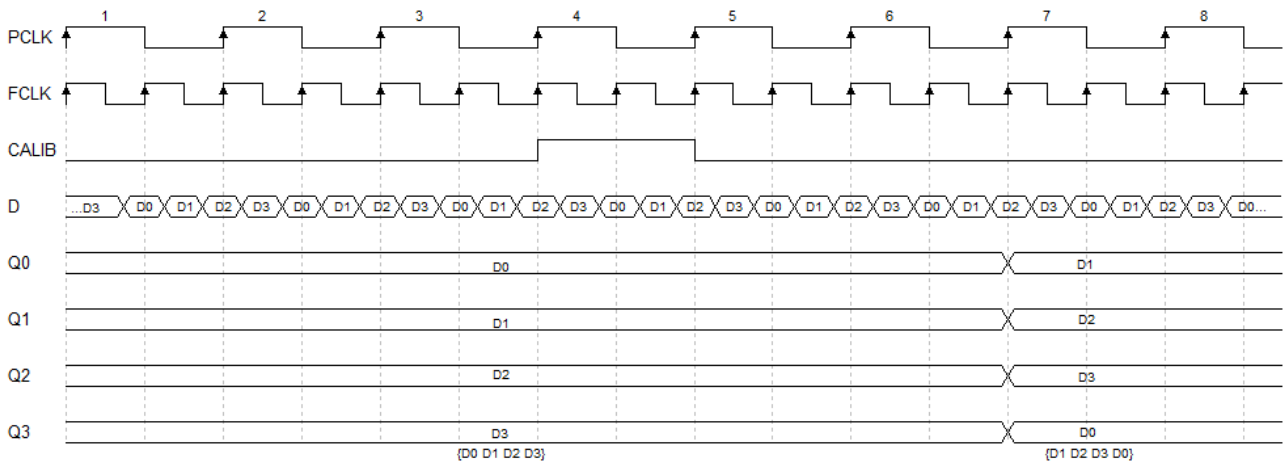 1 2 3 4 5 6 7 8
PCLK
FCLK
CALIB
D ...D3 D0 D1 D2 D3 D0 D1 D2 D3 D0 D1 D2 D3 D0 D1 D2 D3 D0 D1 D2 D3 D0 D1 D2 D3 D0 D1 D2 D3 D0...
Q0 D0 D1
Q1 D1 D2
Q2 D2 D3
Q3 D3 D0
{D0 D1 D2 D3} {D1 D2 D3 D0}